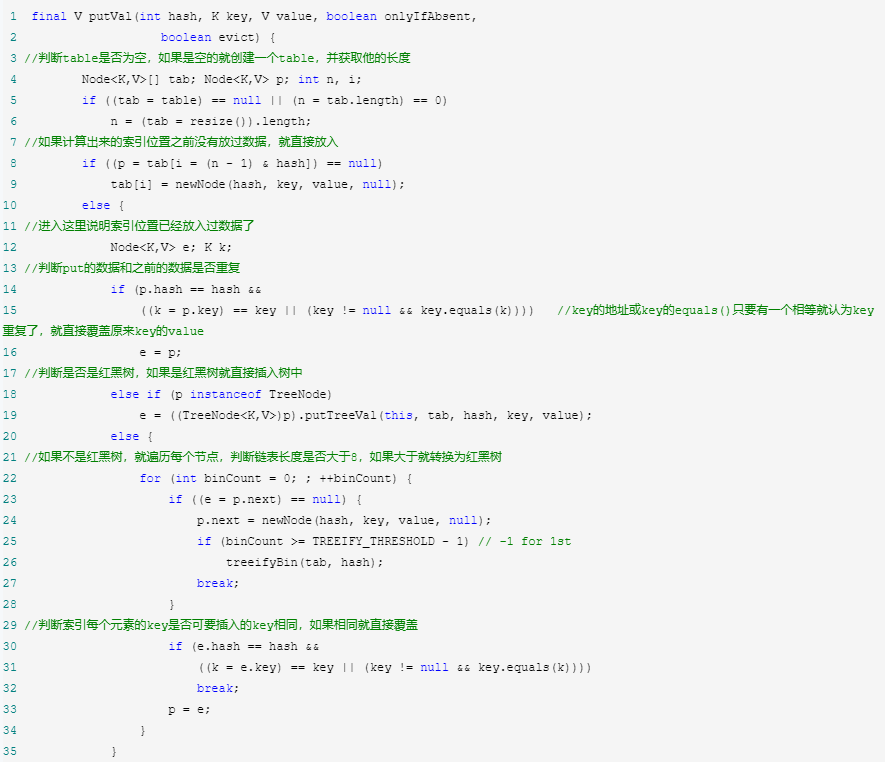 1 final V putVal(int hash, K key, V value, boolean onlyIfAbsent,
2 boolean evict) {
3 //判断table是否为空，如果是空的就创建一个table，并获取他的长度
4 Node<K,V>[] tab; Node<K,V> p; int n, i;
5 if ((tab = table) == null || (n = tab.length) == 0)
6 n = (tab = resize()).length;
7 //如果计算出来的索引位置之前没有放过数据，就直接放入
8 if ((p = tab[i = (n - 1) & hash]) == null)
9 tab[i] = newNode(hash, key, value, null);
10 else {
11 //进入这里说明索引位置已经放入过数据了
12 Node<K,V> e; K k;
13 //判断put的数据和之前的数据是否重复
14 if (p.hash == hash &&
15 ((k = p.key) == key || (key != null && key.equals(k)))) //key的地址或key的equals()只要有一个相等就认为key
重复了，就直接覆盖原来key的value
16 e = p;
17 //判断是否是红黑树，如果是红黑树就直接插入树中
18 else if (p instanceof TreeNode)
19 e = ((TreeNode<K,V>)p).putTreeVal(this, tab, hash, key, value);
20 else {
21 //如果不是红黑树，就遍历每个节点，判断链表长度是否大于8，如果大于就转换为红黑树
22 for (int binCount = 0; ; ++binCount) {
23 if ((e = p.next) == null) {
24 p.next = newNode(hash, key, value, null);
25 if (binCount >= TREEIFY_THRESHOLD - 1) // -1 for 1st
26 treeifyBin(tab, hash);
27 break;
28 }
29 //判断索引每个元素的key是否可要插入的key相同，如果相同就直接覆盖
30 if (e.hash == hash &&
31 ((k = e.key) == key || (key != null && key.equals(k))))
32 break;
33 p = e;
34 }
35 }